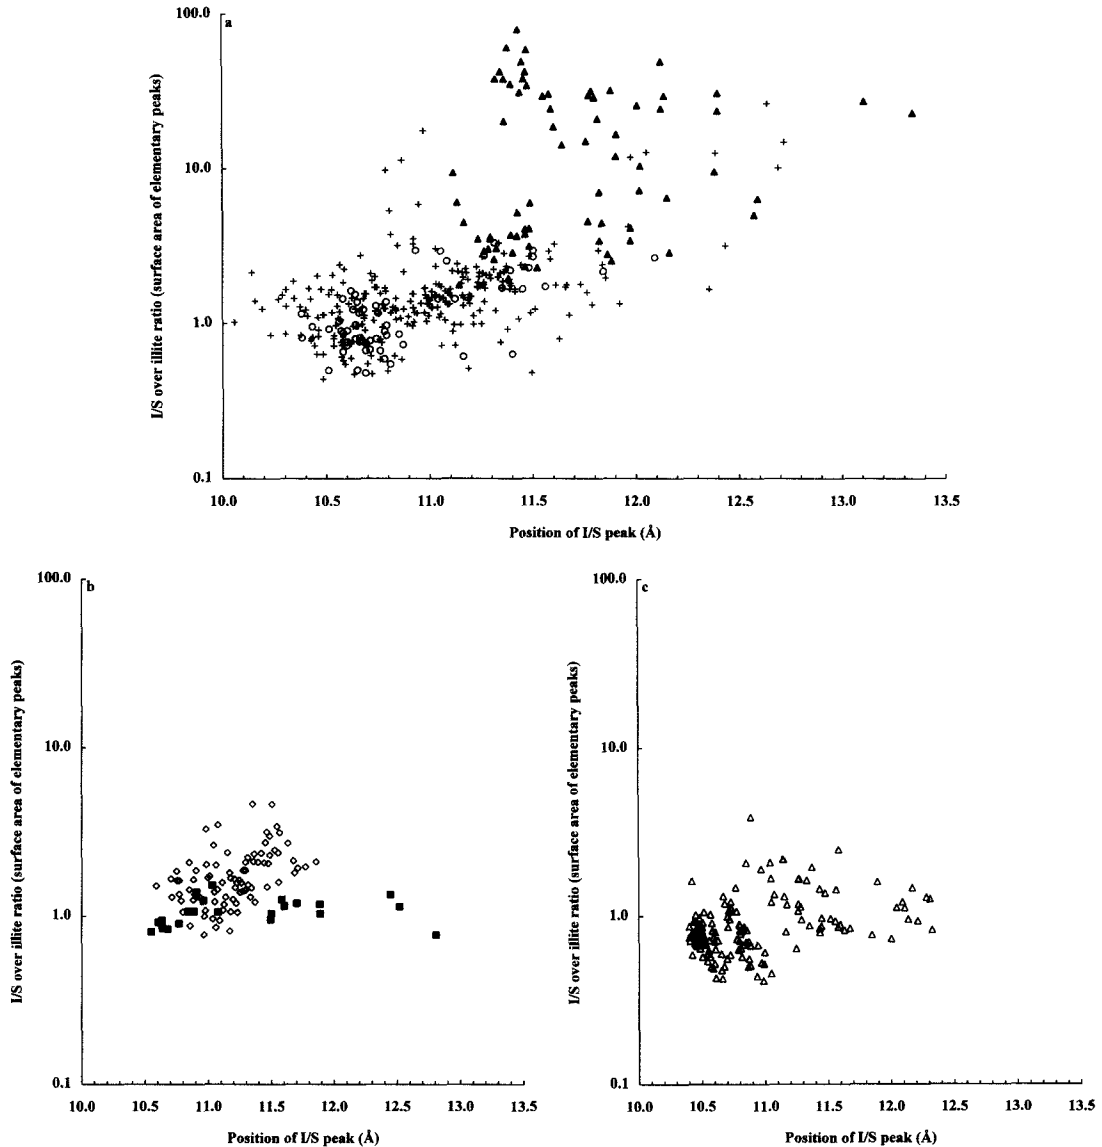 100.0
a
10.0
1.0
0.1
I/S over illite ratio (surface area of elementary peaks)
10.0 10.5 11.0 11.5 12.0 12.5 13.0 13.5
Position of I/S peak (Å)
100.0
b
10.0
1.0
0.1
I/S over illite ratio (surface area of elementary peaks)
10.0 10.5 11.0 11.5 12.0 12.5 13.0 13.5
Position of I/S peak (Å)
100.0
c
10.0
1.0
0.1
I/S over illite ratio (surface area of elementary peaks)
10.0 10.5 11.0 11.5 12.0 12.5 13.0 13.5
Position of I/S peak (Å)